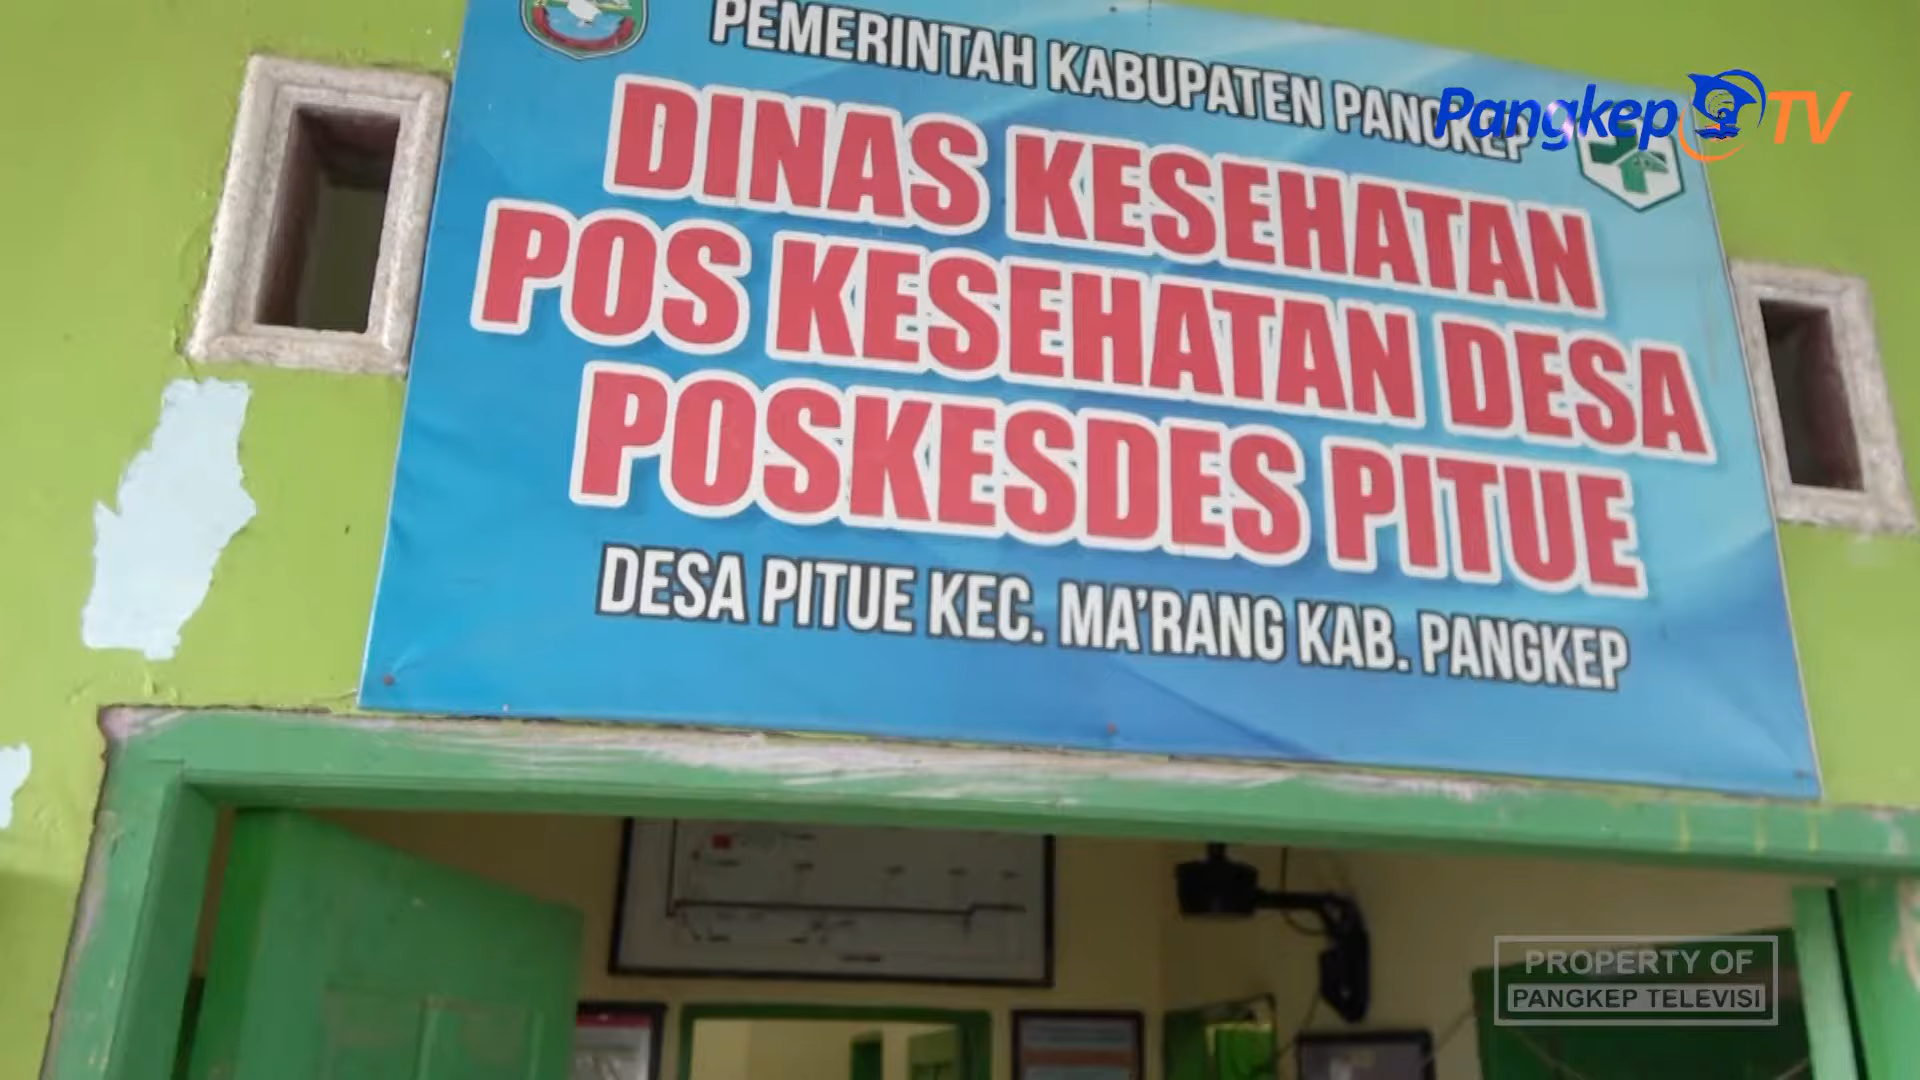 PEMERINTAH KABUPATEN PANGKEP
Pangkep TV
DINAS KESEHATAN
POS KESEHATAN DESA
POSKESDES PITUE
DESA PITUE KEC. MA'RANG KAB. PANGKEP
PROPERTY OF
PANGKEP TELEVISI